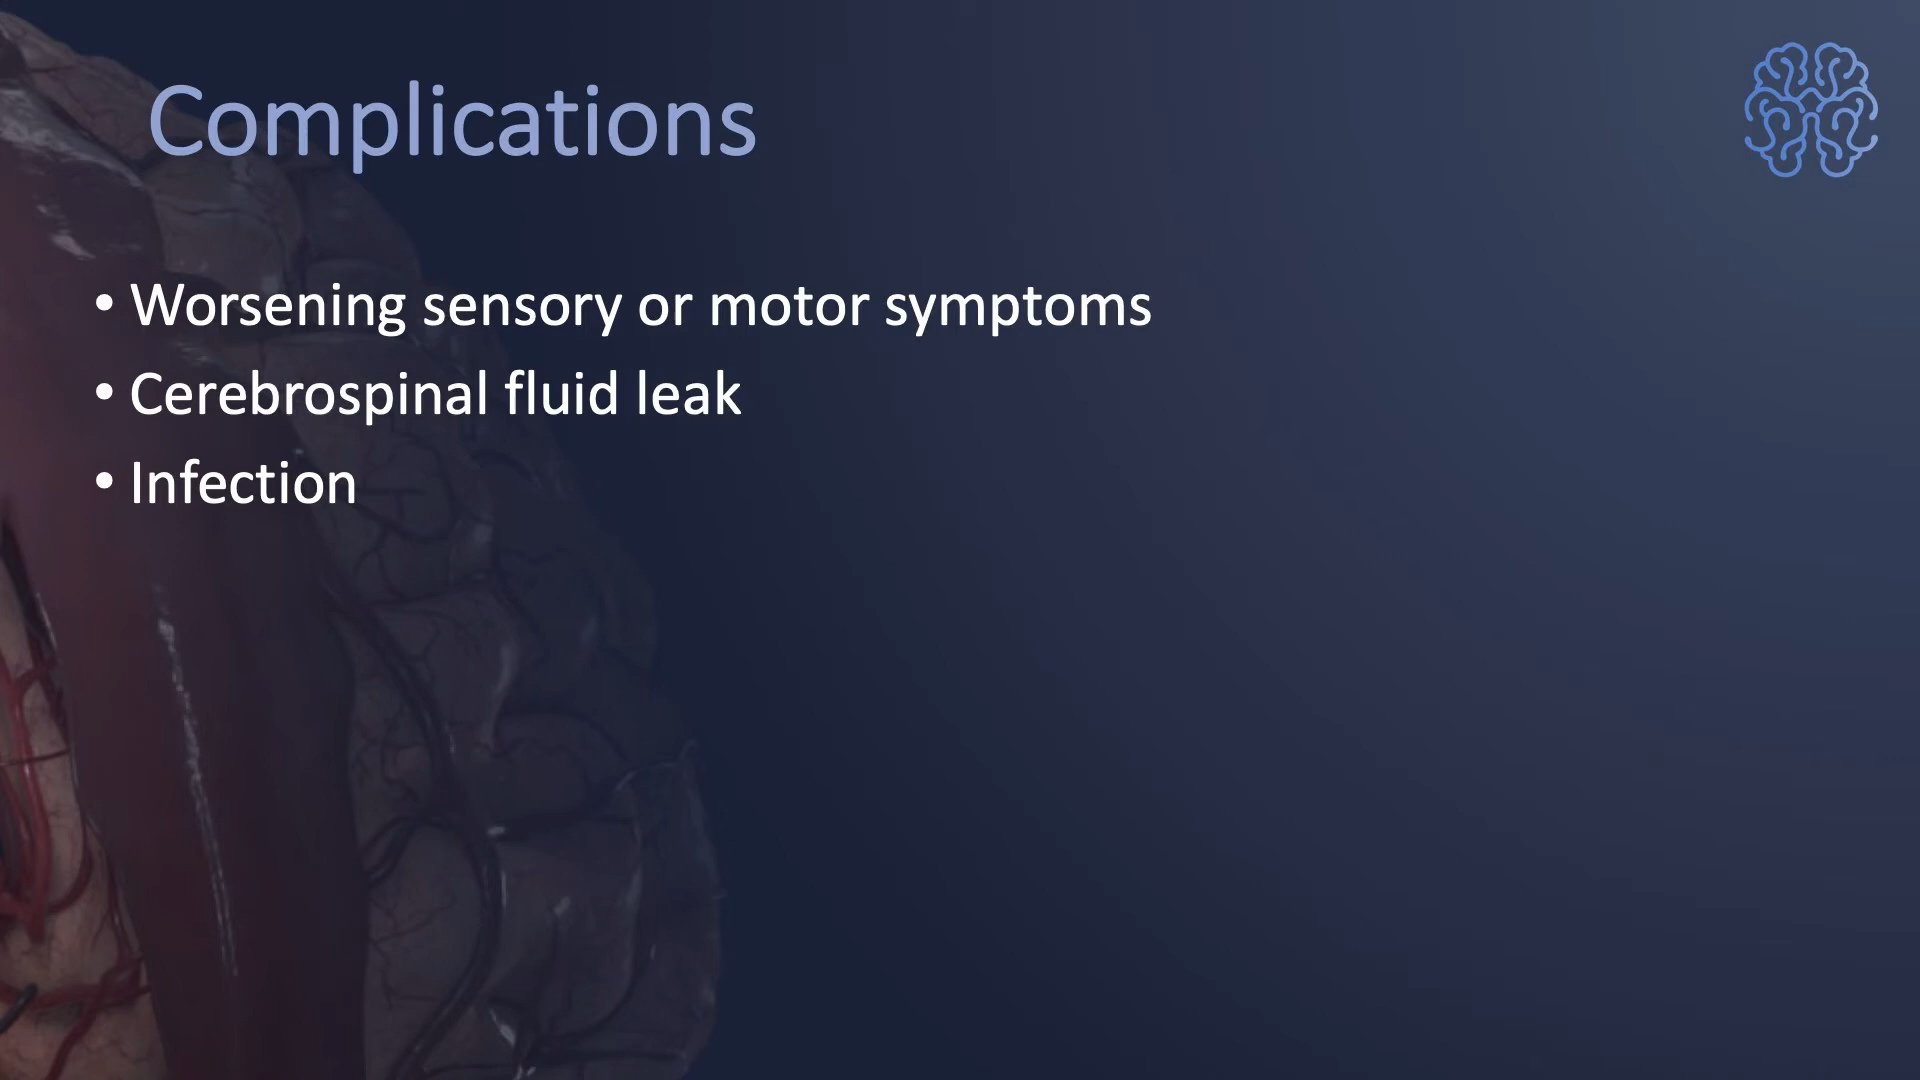 Complications
• Worsening sensory or motor symptoms
• Cerebrospinal fluid leak
• Infection